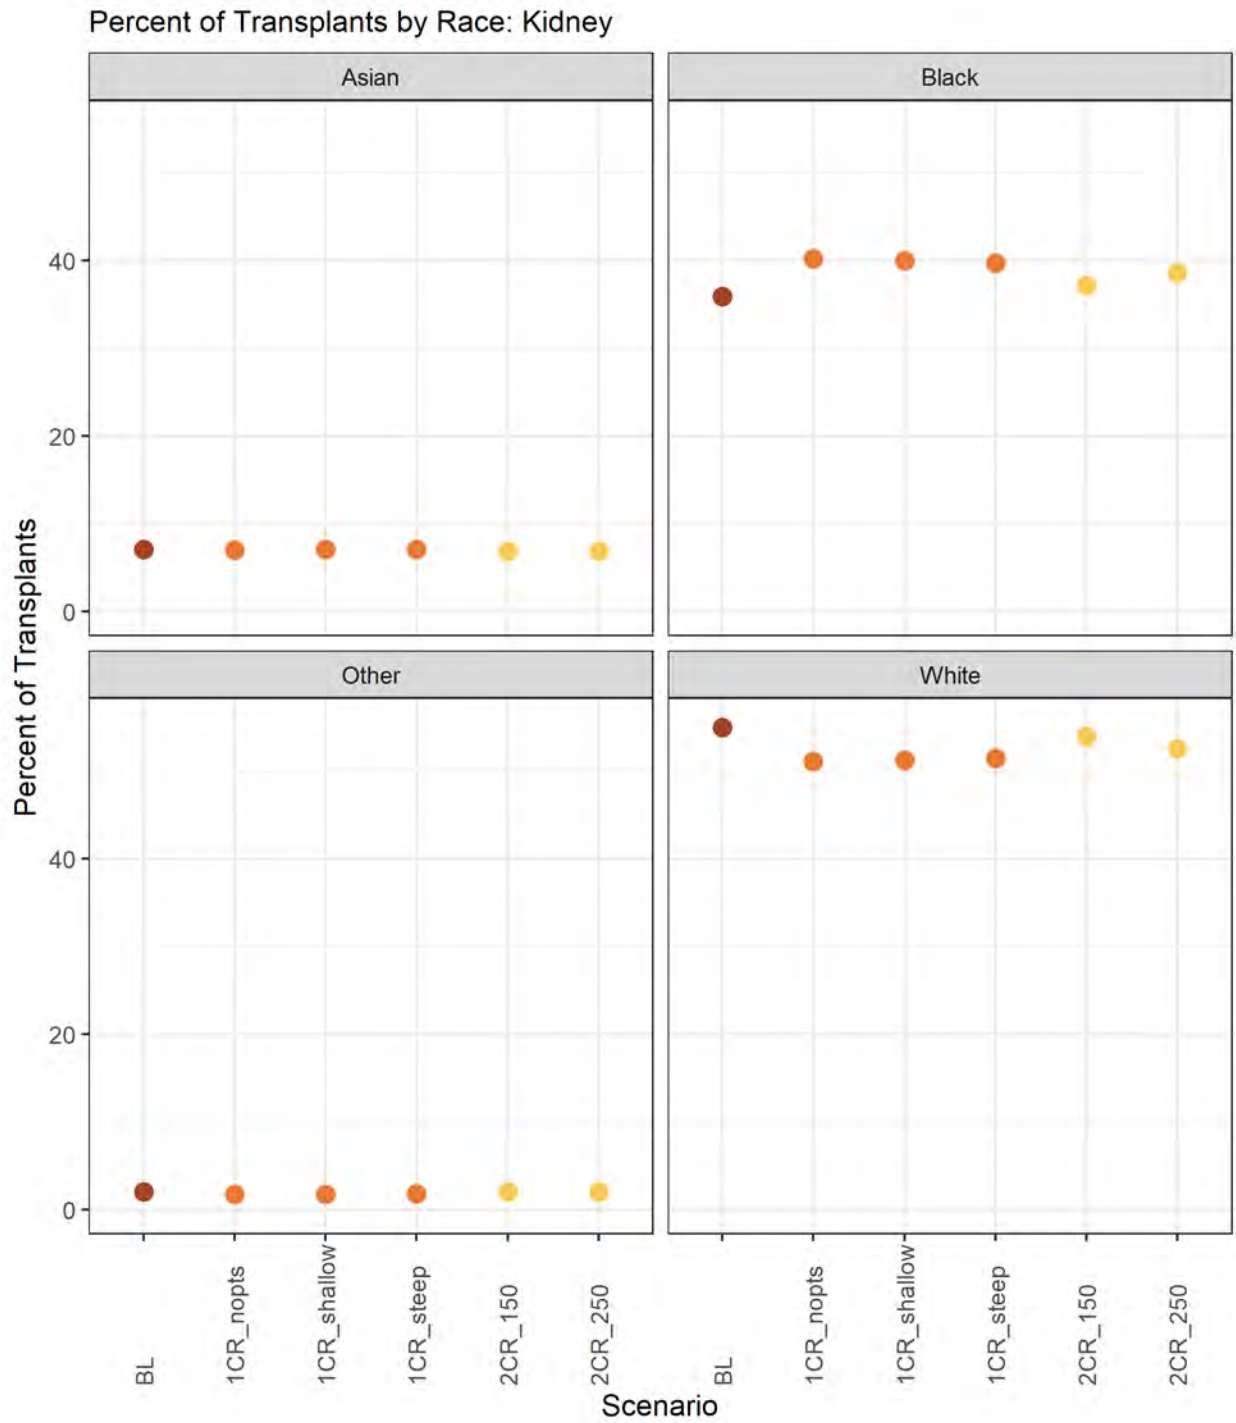 Percent of Transplants by Race: Kidney
Asian
Black
40
20
0
Other
White
40
20
0
Percent of Transplants
BL
1CR_nopts
1CR_shallow
1CR_steep
2CR_150
2CR_250
BL
1CR_nopts
1CR_shallow
1CR_steep
2CR_150
2CR_250
Scenario